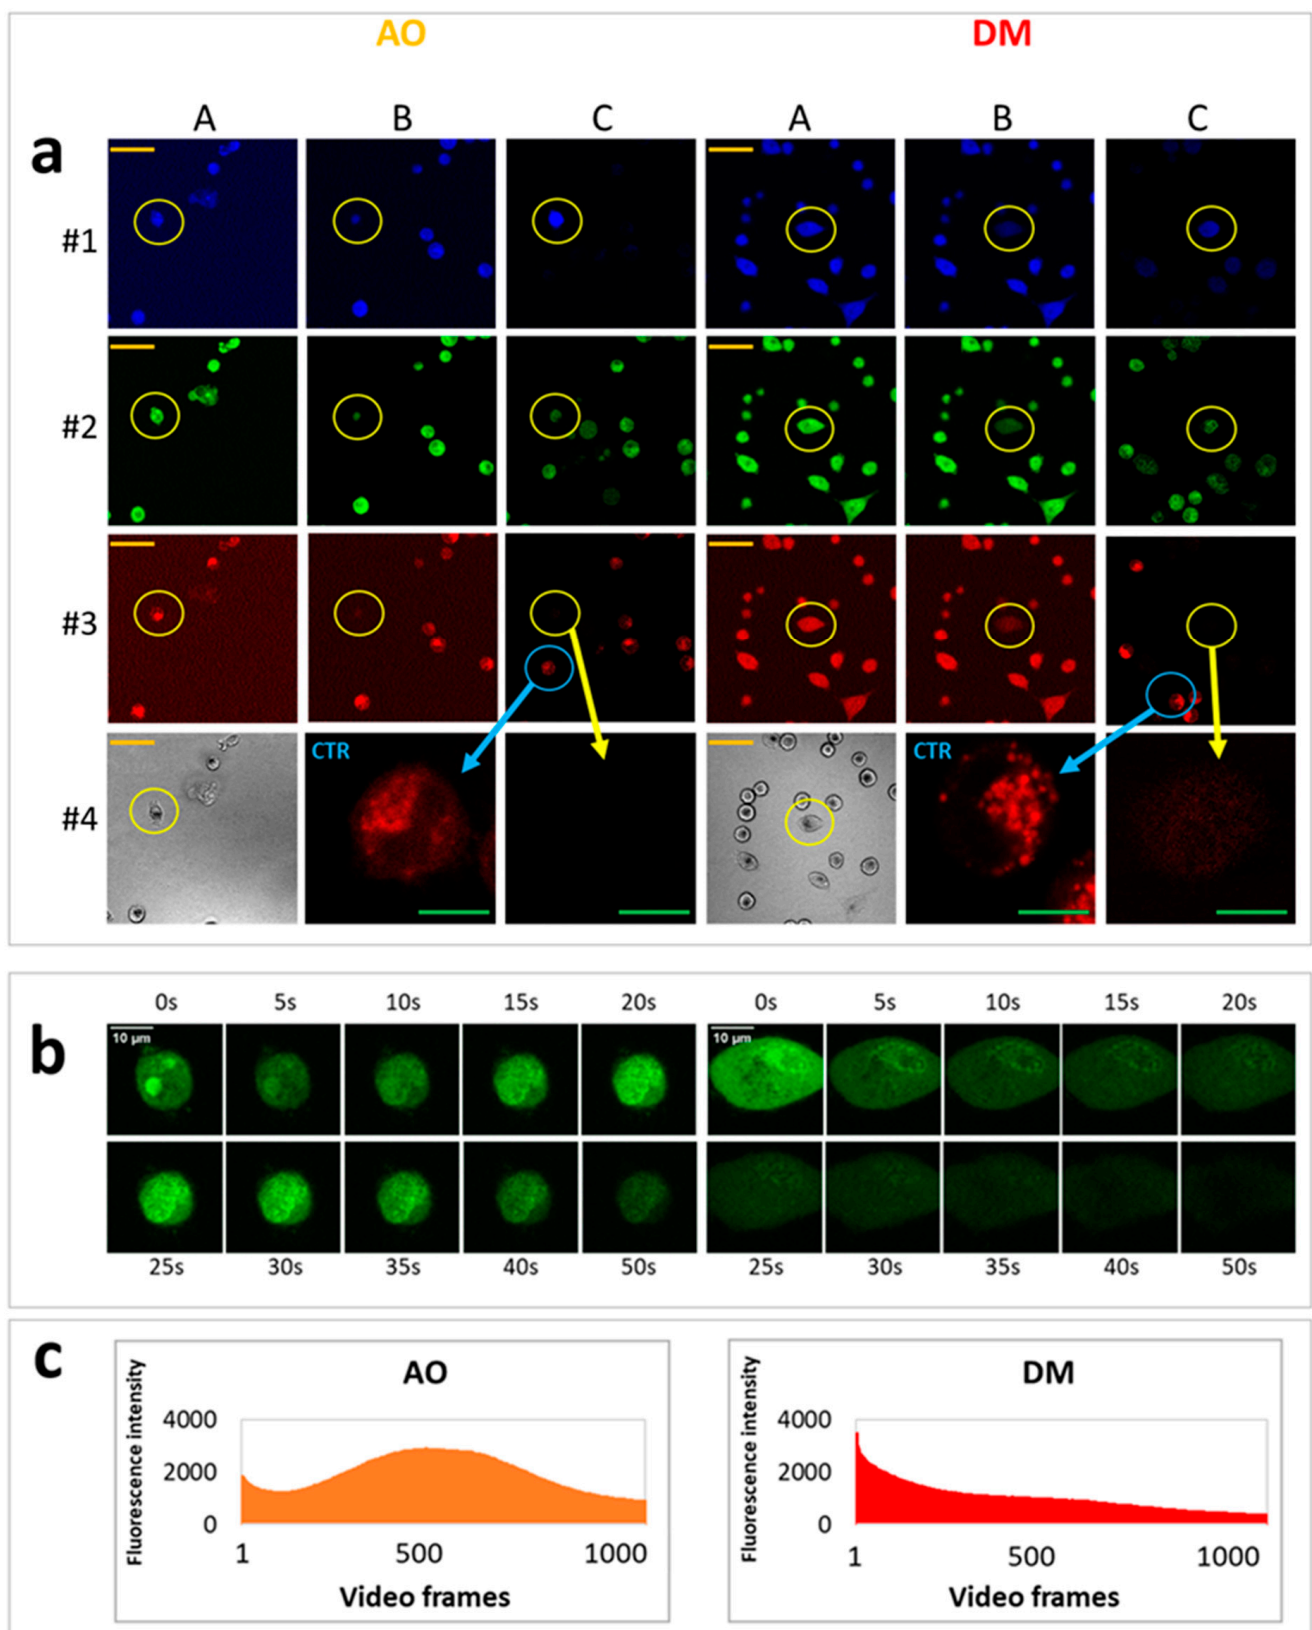 AO DM
A B C A B C
a
#1
#2
#3
#4
CTR CTR
b
0s 5s 10s 15s 20s 0s 5s 10s 15s 20s
10 µm 10 µm
25s 30s 35s 40s 50s 25s 30s 35s 40s 50s
c
AO DM
Fluorescence intensity Fluorescence intensity
4000 4000
2000 2000
0 0
1 500 1000 1 500 1000
Video frames Video frames